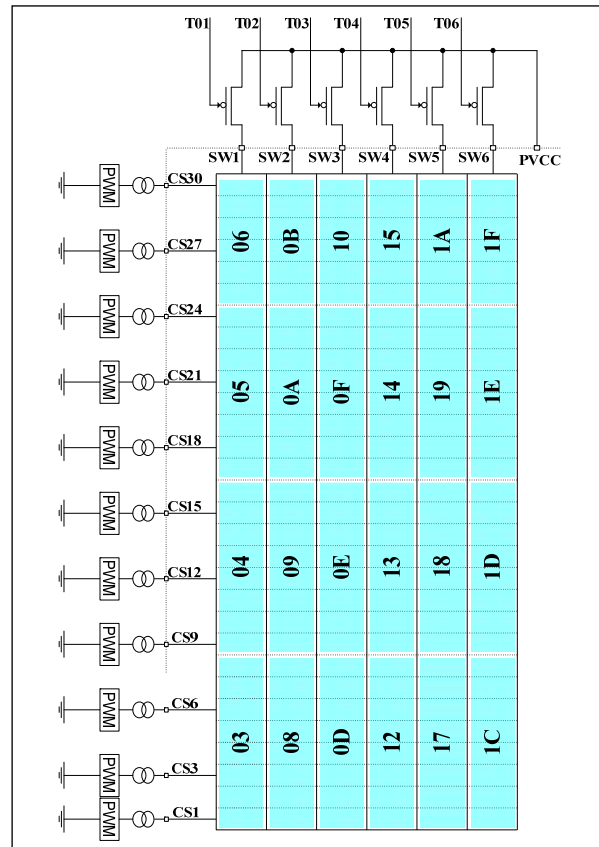 T01 T02 T03 T04 T05 T06
SW1 SW2 SW3 SW4 SW5 SW6 PVCC
PWM CS30
06 0B 10 15 1A 1F
PWM CS27
PWM CS24
PWM CS21
05 0A 0F 14 19 1E
PWM CS18
PWM CS15
PWM CS12
04 09 0E 13 18 1D
PWM CS9
PWM CS6
03 08 0D 12 17 1C
PWM CS3
PWM CS1